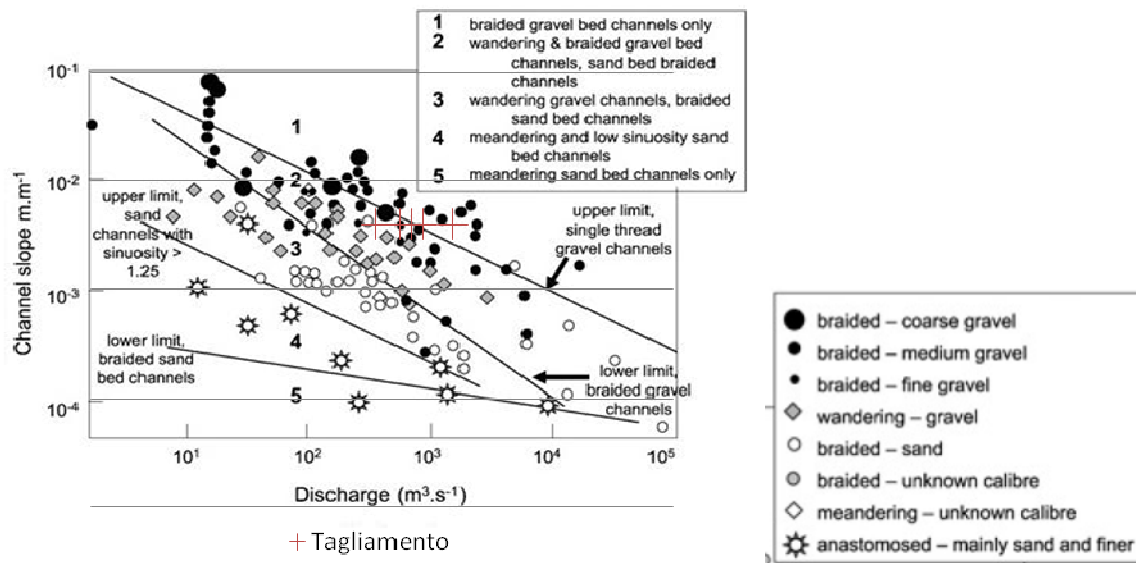 1 braided gravel bed channels only
2 wandering & braided gravel bed
channels, sand bed braided
channels
3 wandering gravel channels, braided
sand bed channels
4 meandering and low sinuosity sand
bed channels
5 meandering sand bed channels only
Channel slope m.m-1
10-1
10-2
10-3
10-4
1
2
3
4
5
upper limit,
sand
channels with
sinuosity >
1.25
lower limit,
braided sand
bed channels
upper limit,
single thread
gravel channels
lower limit,
braided gravel
channels
101
102
103
104
105
Discharge (m3.s-1)
+ Tagliamento
braided – coarse gravel
braided – medium gravel
braided – fine gravel
wandering – gravel
braided – sand
braided – unknown calibre
meandering – unknown calibre
anastomosed – mainly sand and finer